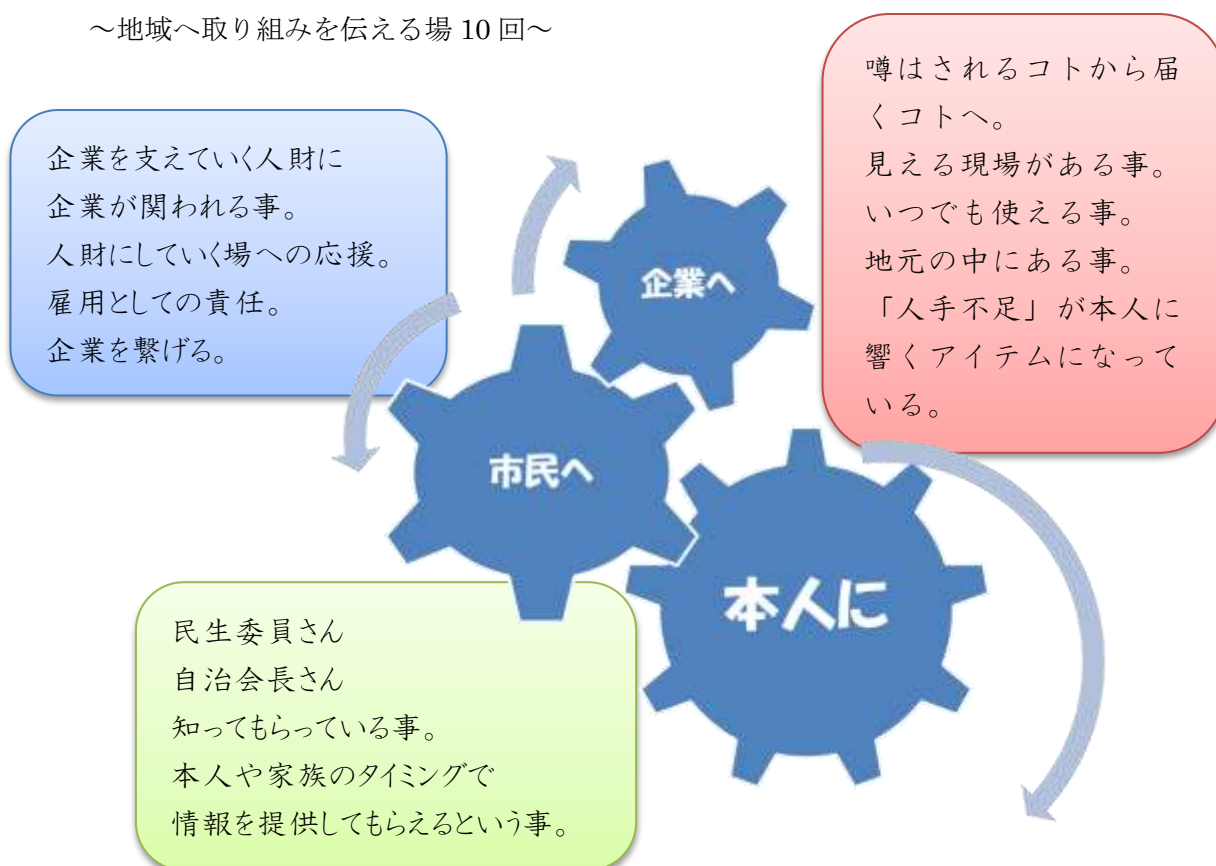 ～地域へ取り組みを伝える場 10 回～
企業を支えていく人財に
企業が関われる事。
人財にしていく場への応援。
雇用としての責任。
企業を繋げる。
噂はされるコトから届
くコトへ。
見える現場がある事。
いつでも使える事。
地元の中にある事。
「人手不足」が本人に
響くアイテムになって
いる。
企業へ
市民へ
本人に
民生委員さん
自治会長さん
知ってもらっている事。
本人や家族のタイミングで
情報を提供してもらえるという事。